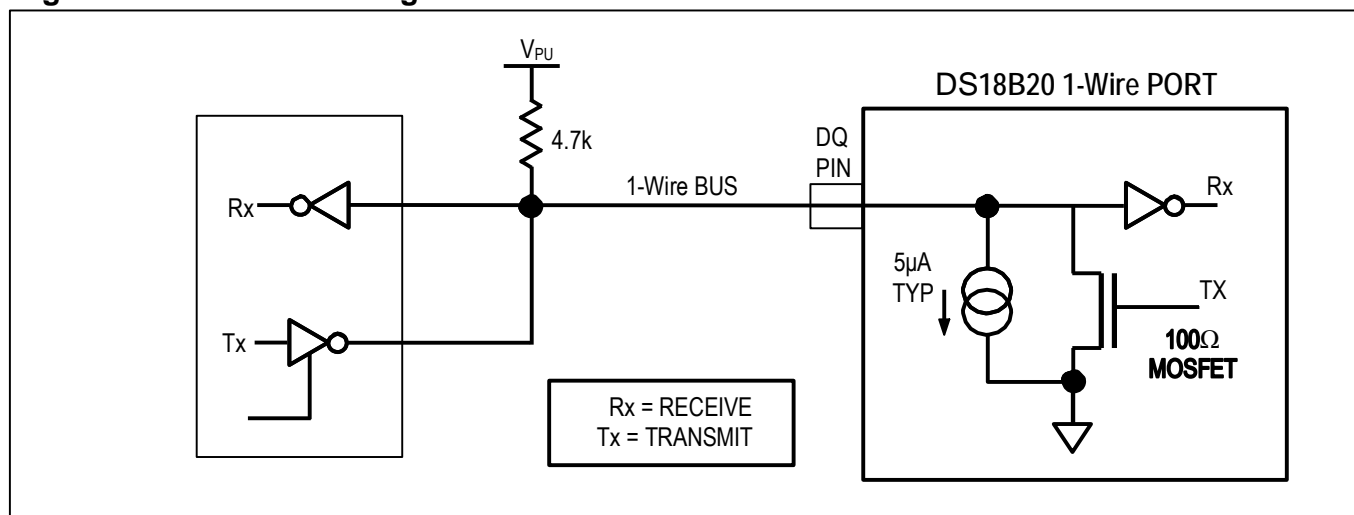 V_PU
DS18B20 1-Wire PORT
4.7k
DQ
PIN
1-Wire BUS
Rx
Rx
5µA
TYP
TX
Tx
100Ω
MOSFET
Rx = RECEIVE
Tx = TRANSMIT